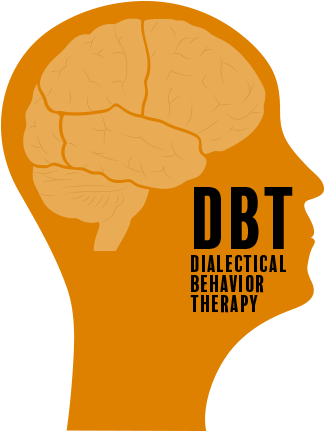 DBT
DIALECTICAL
BEHAVIOR
THERAPY